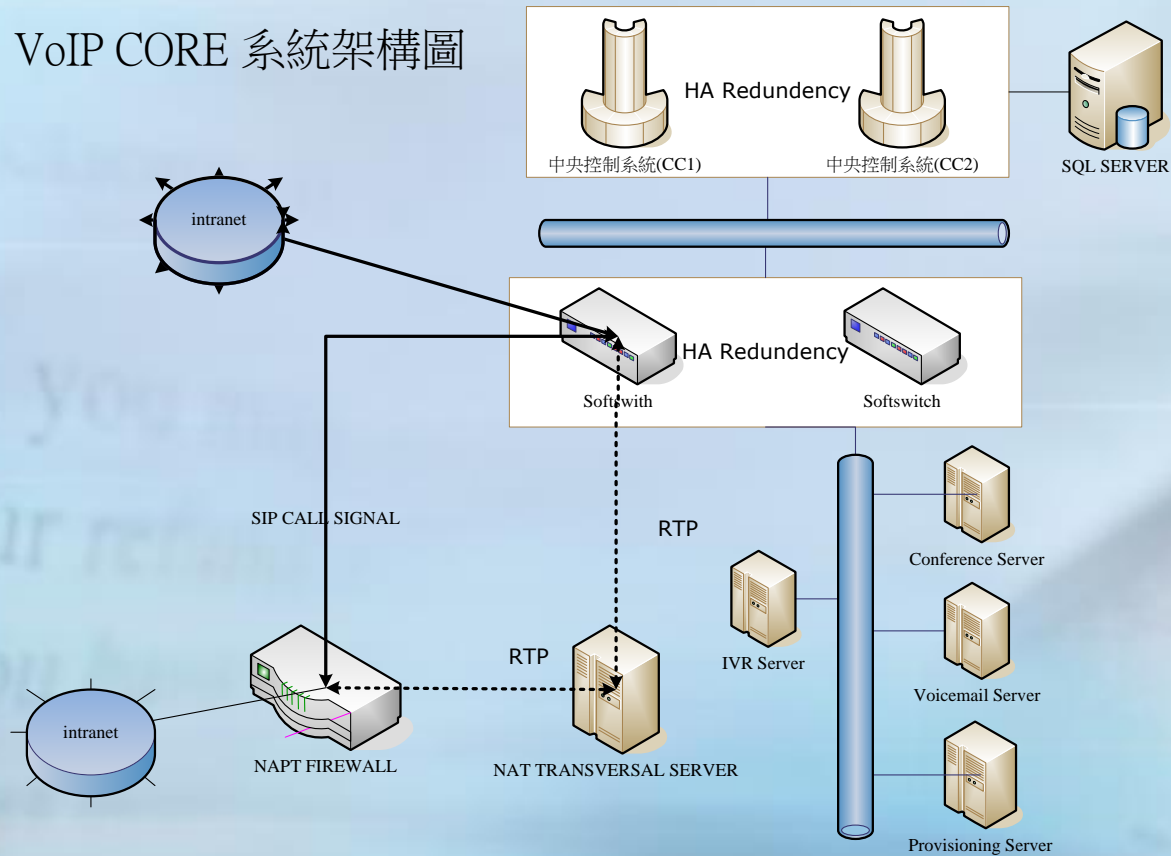 VoIP CORE 系統架構圖
HA Redundency
中央控制系統(CC1)
中央控制系統(CC2)
SQL SERVER
intranet
HA Redundency
Softswith
Softswitch
SIP CALL SIGNAL
RTP
Conference Server
IVR Server
RTP
Voicemail Server
intranet
NAPT FIREWALL
NAT TRANSVERSAL SERVER
Provisioning Server